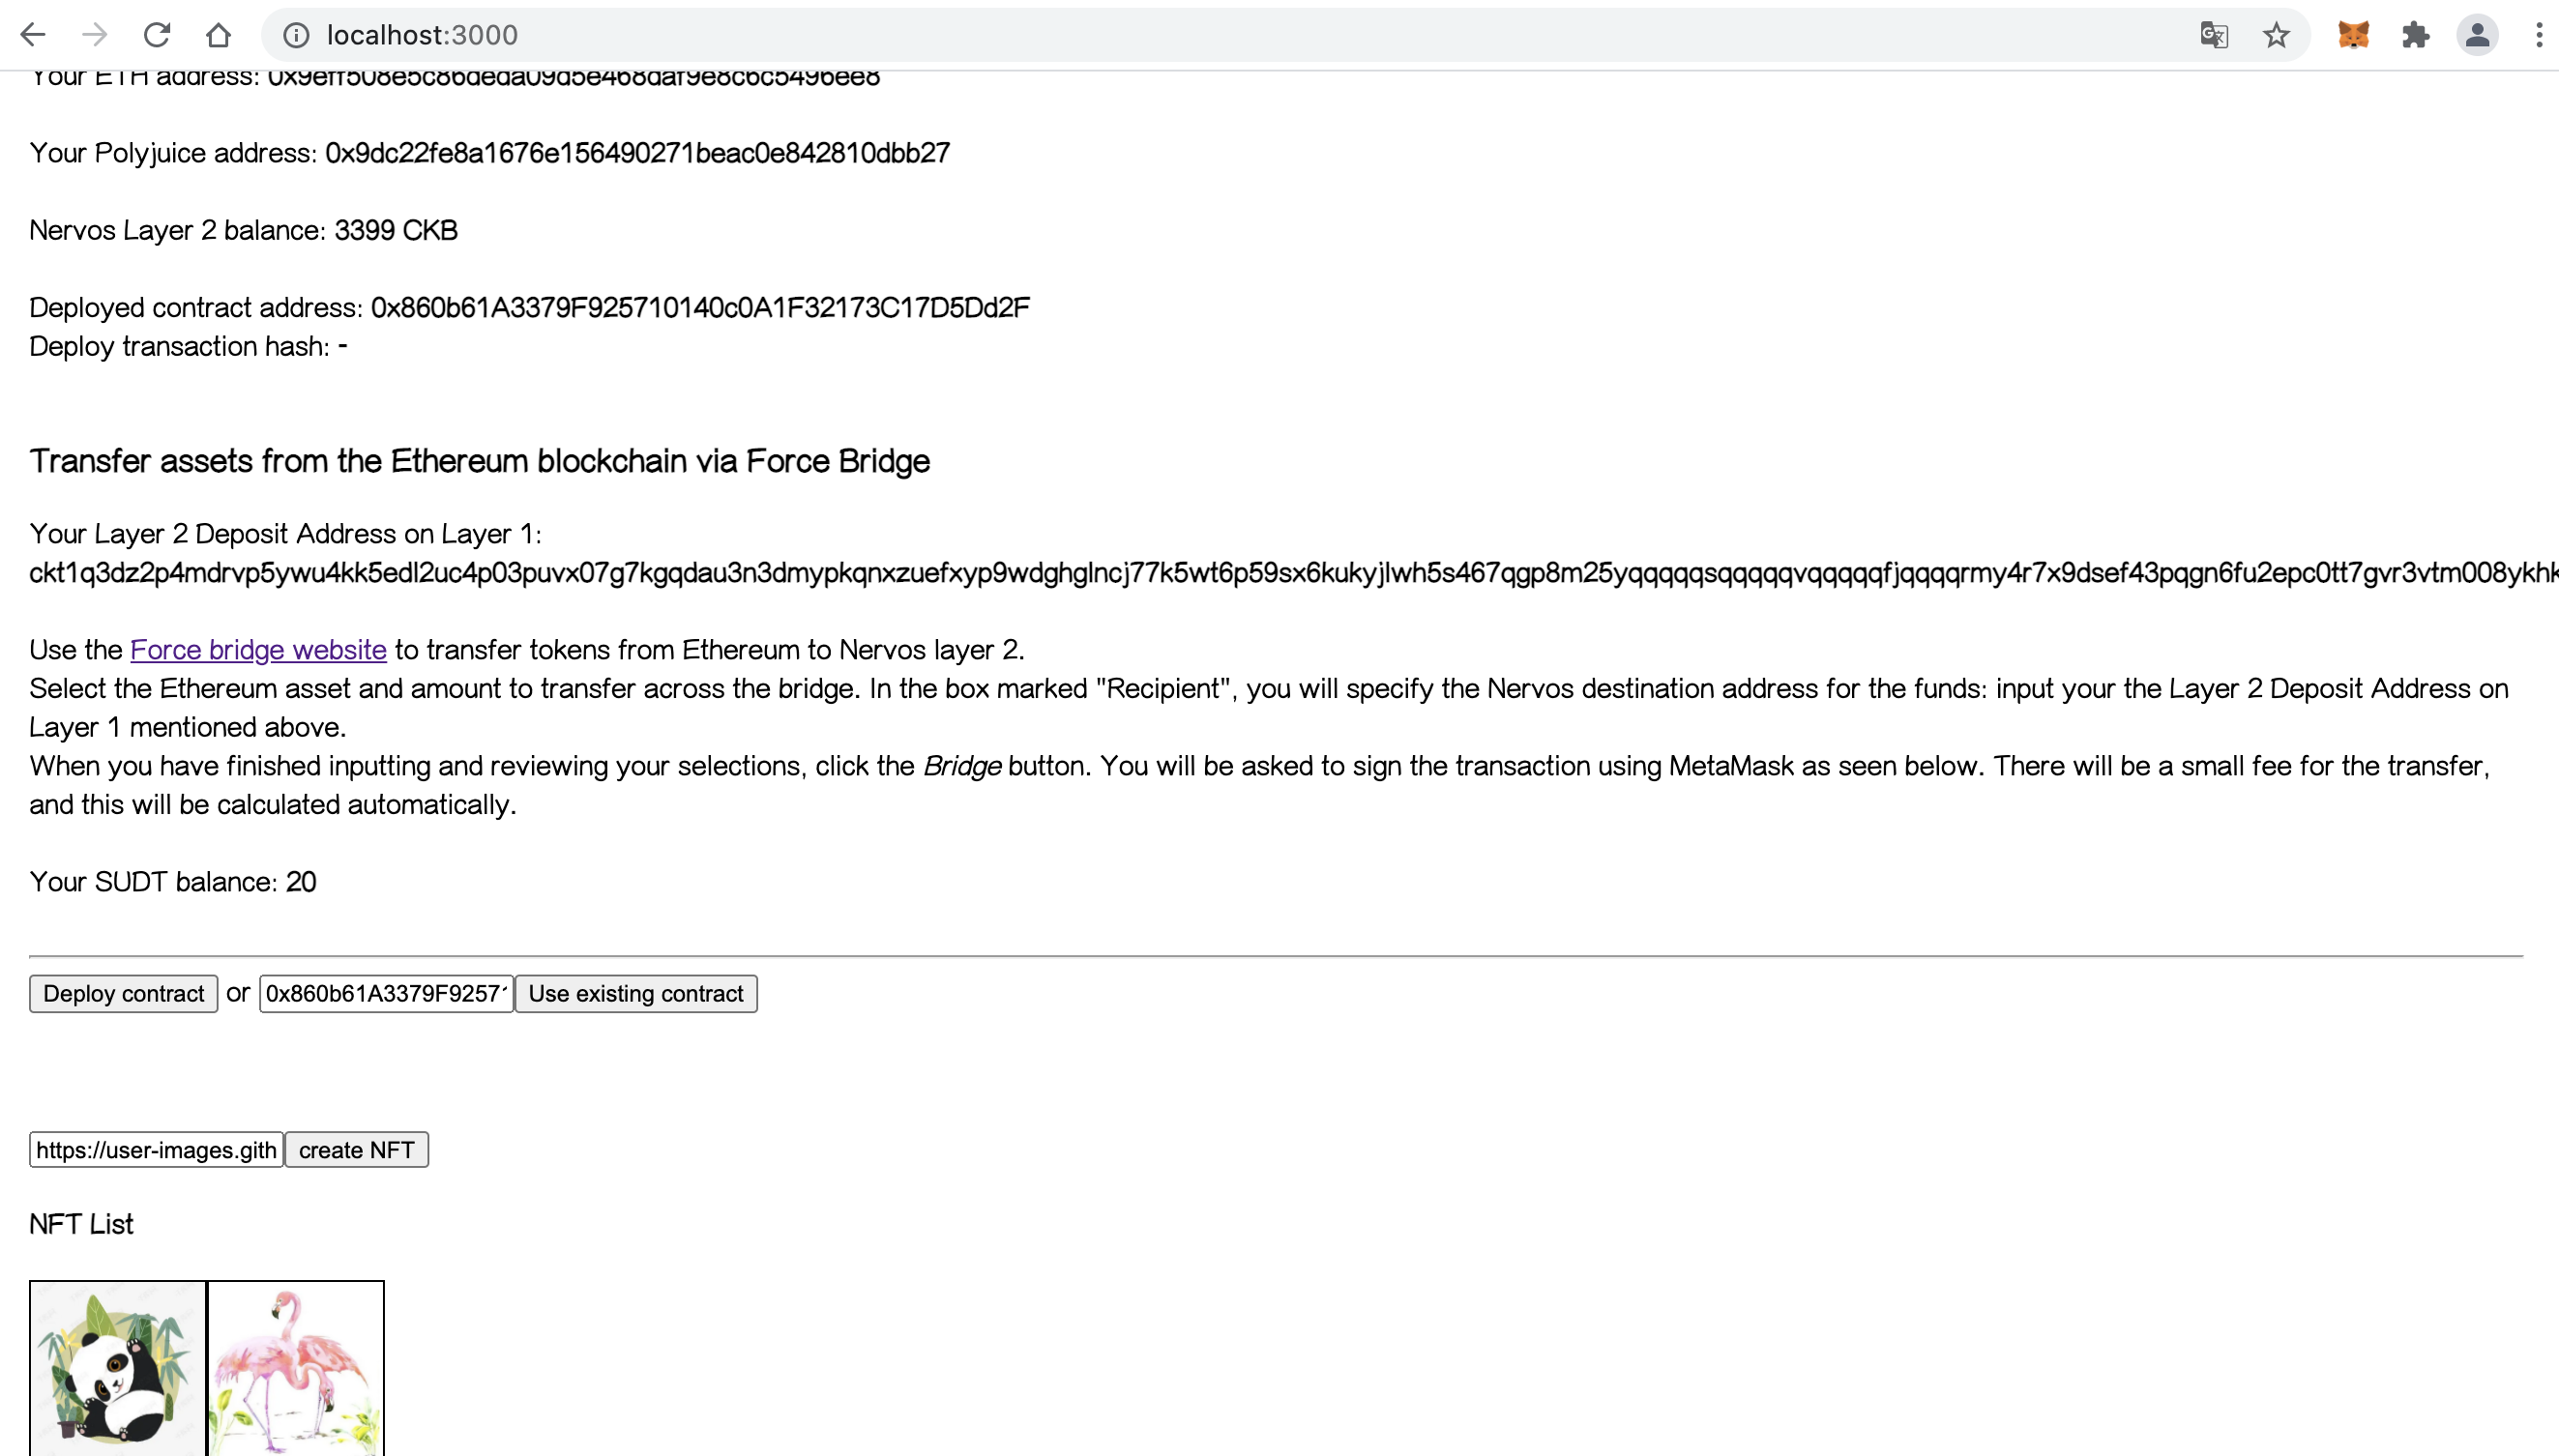 localhost:3000
Your ETH address: 0x9eff508e5c86deda09d5e468daf9e8c6c5496ee8
Your Polyjuice address: 0x9dc22fe8a1676e156490271beac0e842810dbb27
Nervos Layer 2 balance: 3399 CKB
Deployed contract address: 0x860b61A3379F925710140c0A1F32173C17D5Dd2F
Deploy transaction hash: -
Transfer assets from the Ethereum blockchain via Force Bridge
Your Layer 2 Deposit Address on Layer 1:
ckt1q3dz2p4mdrvp5ywu4kk5edl2uc4p03puvx07g7kgqdau3n3dmypkqnxzuefxyp9wdghglncj77k5wt6p59sx6kukyjlwh5s467qgp8m25yqqqqqsqqqqqvqqqqqfjqqqqrmy4r7x9dsef43pqgn6fu2epc0tt7gvr3vtm008ykhk
Use the Force bridge website to transfer tokens from Ethereum to Nervos layer 2.
Select the Ethereum asset and amount to transfer across the bridge. In the box marked "Recipient", you will specify the Nervos destination address for the funds: input your the Layer 2 Deposit Address on
Layer 1 mentioned above.
When you have finished inputting and reviewing your selections, click the Bridge button. You will be asked to sign the transaction using MetaMask as seen below. There will be a small fee for the transfer,
and this will be calculated automatically.
Your SUDT balance: 20
Deploy contract or 0x860b61A3379F92571 Use existing contract
https://user-images.gith create NFT
NFT List